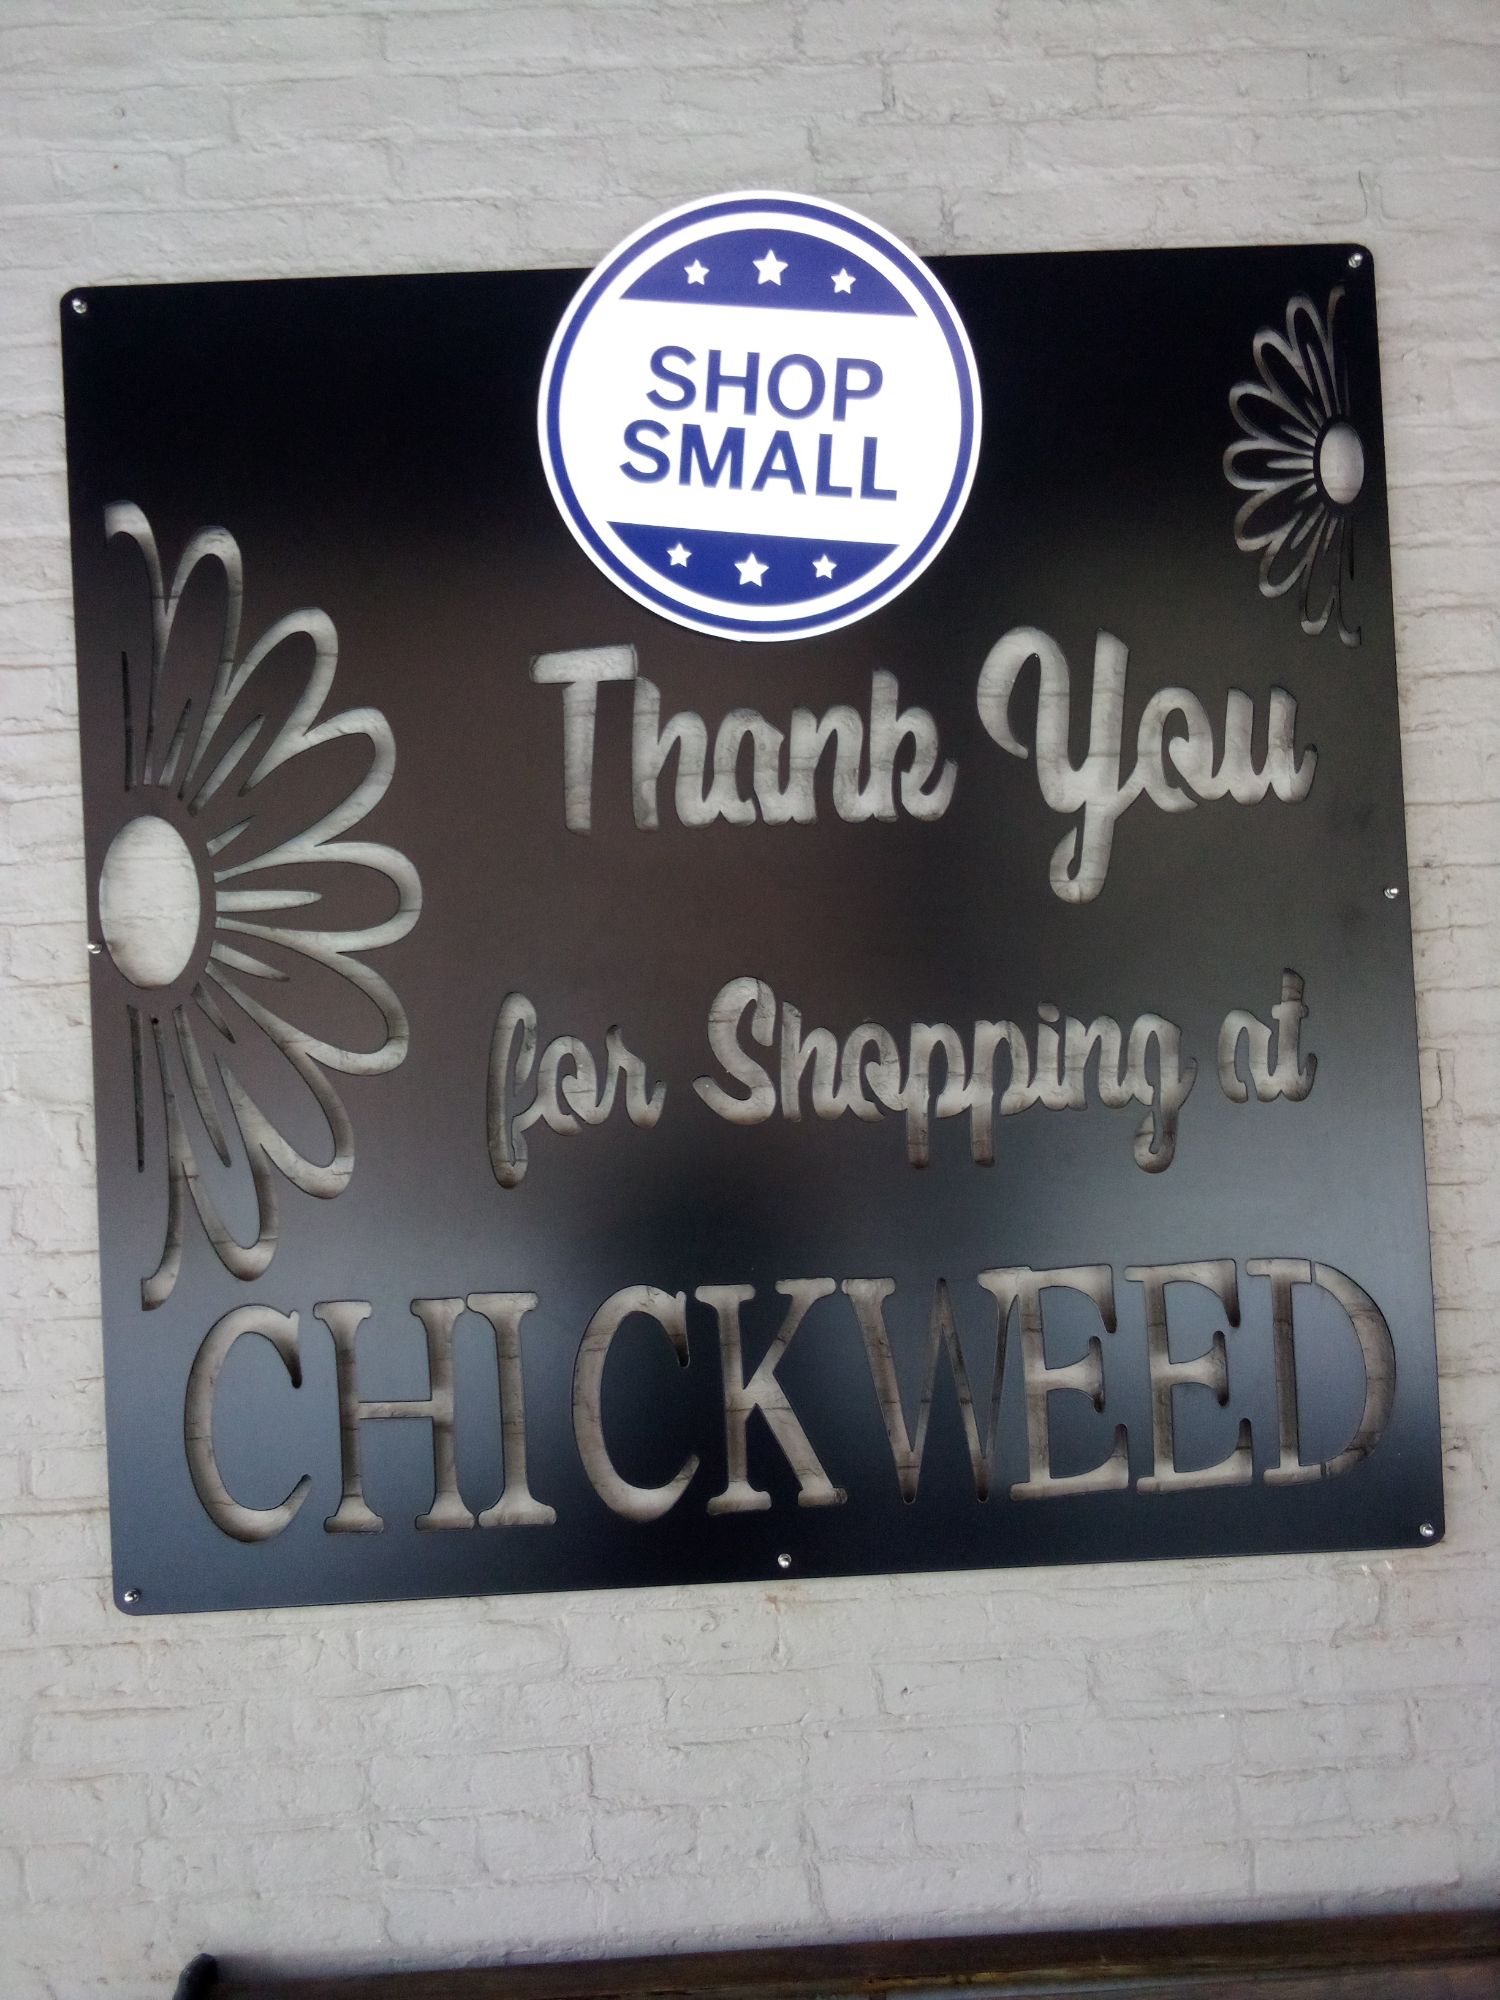 SHOP
SMALL
Thank You
for Shopping at
CHICKWEED